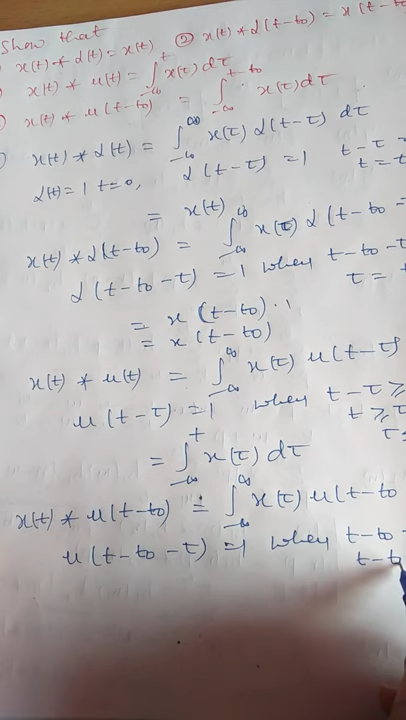 Show that
x(t) * δ(t) = x(t) ② x(t) * δ(t-t0) = x(t-t0
x(t) * u(t) = ∫_{-∞}^{t} x(τ) dτ
x(t) * u(t-t0) = ∫_{-∞}^{t-t0} x(τ) dτ
x(t) * δ(t) = ∫_{-∞}^{∞} x(τ) δ(t-τ) dτ
δ(t) = 1 t=0, δ(t-τ) = 1 t-τ
t=
= x(t)
x(t) * δ(t-t0) = ∫_{-∞}^{∞} x(τ) δ(t-t0-
δ(t-t0-τ) = 1 when t-t0-τ
τ =
= x(t-t0)·1
= x(t-t0)
x(t) * u(t) = ∫_{-∞}^{∞} x(τ) u(t-τ)
u(t-τ) = 1 when t-τ ≥
t ≥ τ
τ
= ∫_{-∞}^{t} x(τ) dτ
x(t) * u(t-t0) = ∫_{-∞}^{∞} x(τ) u(t-t0
u(t-t0-τ) = 1 when t-t0-
t-t0